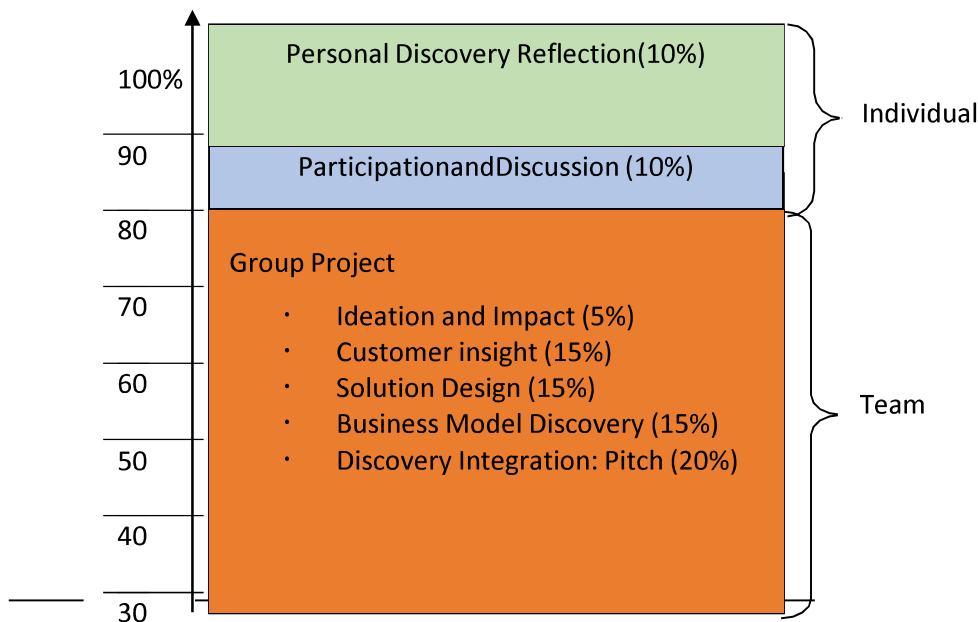 Personal Discovery Reflection(10%)
100%
Individual
90
ParticipationandDiscussion (10%)
80
Group Project
70
· Ideation and Impact (5%)
· Customer insight (15%)
60
· Solution Design (15%)
Team
· Business Model Discovery (15%)
50
· Discovery Integration: Pitch (20%)
40
30